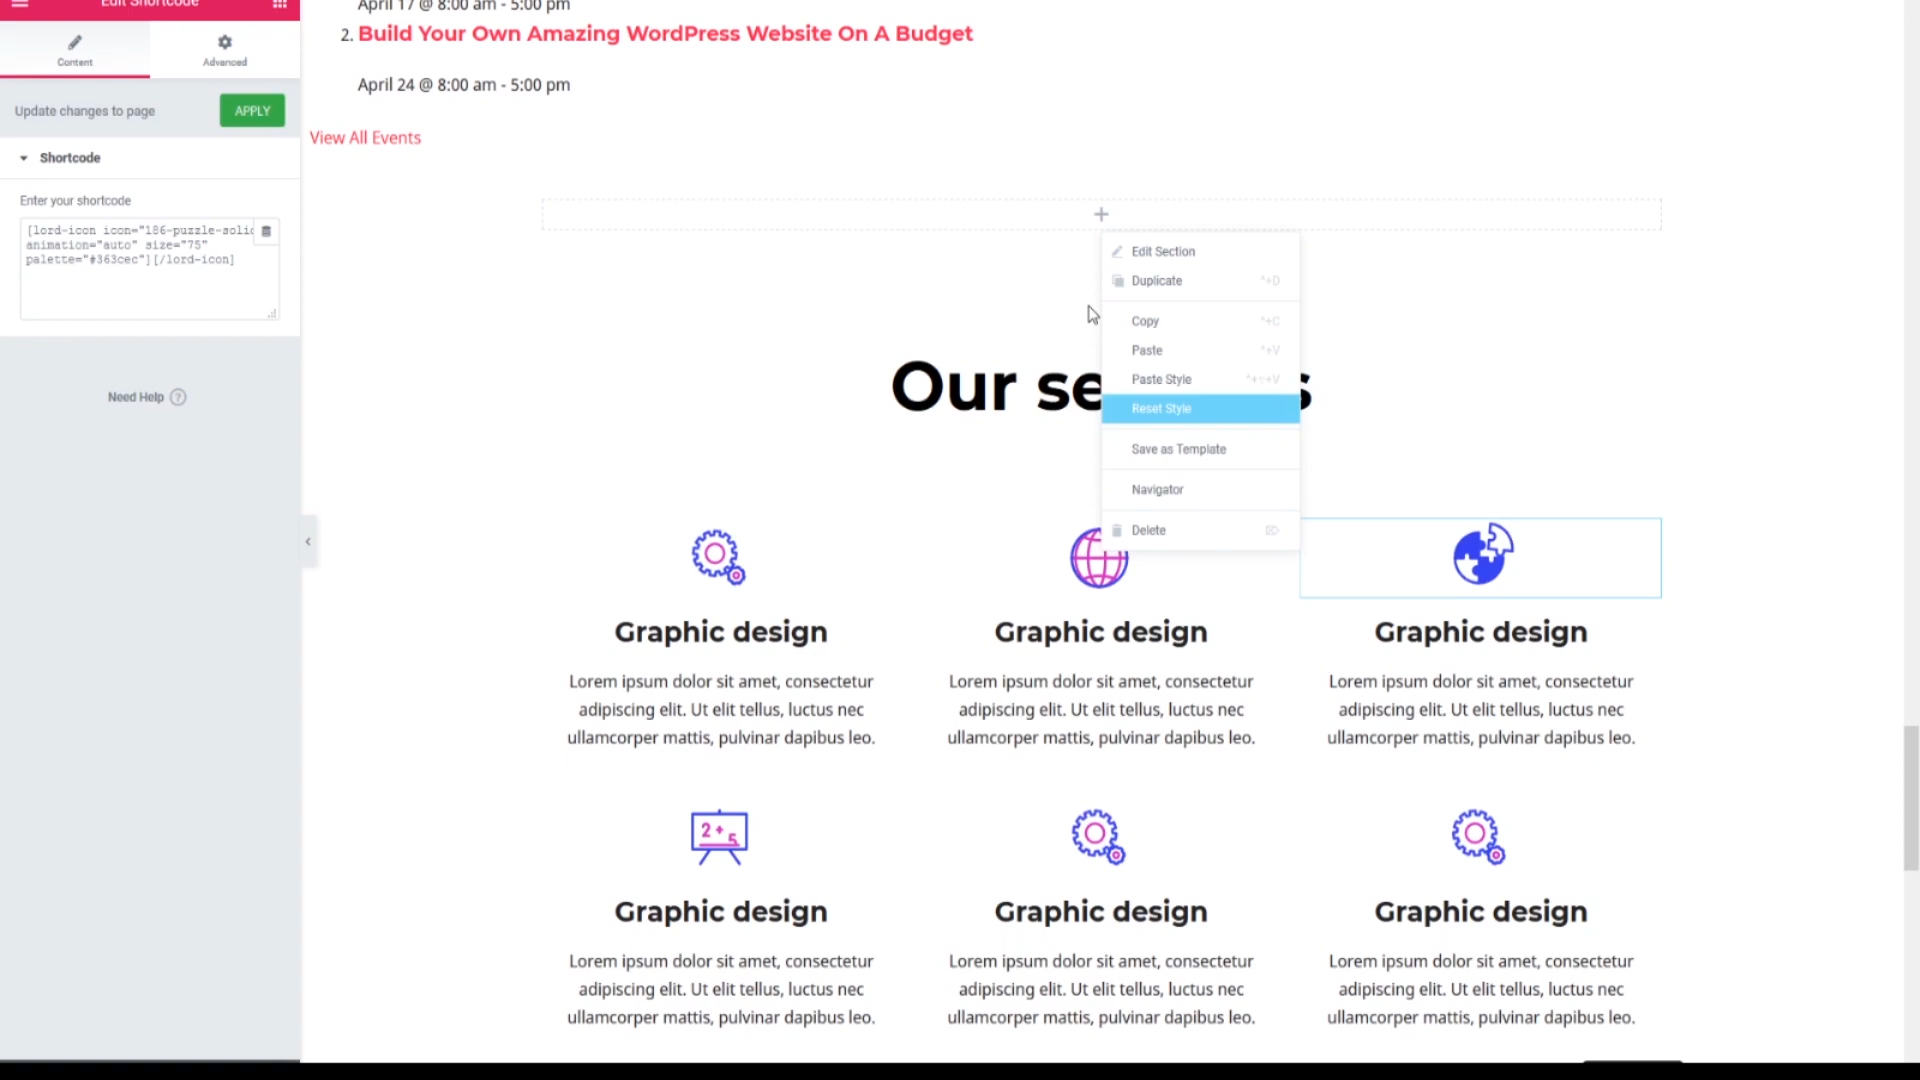 Edit Shortcode
Content
Advanced
Update changes to page
APPLY
Shortcode
Enter your shortcode
[lord-icon icon="186-puzzle-solid
animation="auto" size="75"
palette="#363cec"][/lord-icon]
Need Help ?
April 17 @ 8:00 am - 5:00 pm
2. Build Your Own Amazing WordPress Website On A Budget
April 24 @ 8:00 am - 5:00 pm
View All Events
+
Edit Section
Duplicate ^+D
Copy ^+C
Paste ^+V
Paste Style ^+⇧+V
Reset Style
Save as Template
Navigator
Delete
Our se s
Graphic design
Lorem ipsum dolor sit amet, consectetur
adipiscing elit. Ut elit tellus, luctus nec
ullamcorper mattis, pulvinar dapibus leo.
Graphic design
Lorem ipsum dolor sit amet, consectetur
adipiscing elit. Ut elit tellus, luctus nec
ullamcorper mattis, pulvinar dapibus leo.
Graphic design
Lorem ipsum dolor sit amet, consectetur
adipiscing elit. Ut elit tellus, luctus nec
ullamcorper mattis, pulvinar dapibus leo.
2 + 5
Graphic design
Lorem ipsum dolor sit amet, consectetur
adipiscing elit. Ut elit tellus, luctus nec
ullamcorper mattis, pulvinar dapibus leo.
Graphic design
Lorem ipsum dolor sit amet, consectetur
adipiscing elit. Ut elit tellus, luctus nec
ullamcorper mattis, pulvinar dapibus leo.
Graphic design
Lorem ipsum dolor sit amet, consectetur
adipiscing elit. Ut elit tellus, luctus nec
ullamcorper mattis, pulvinar dapibus leo.